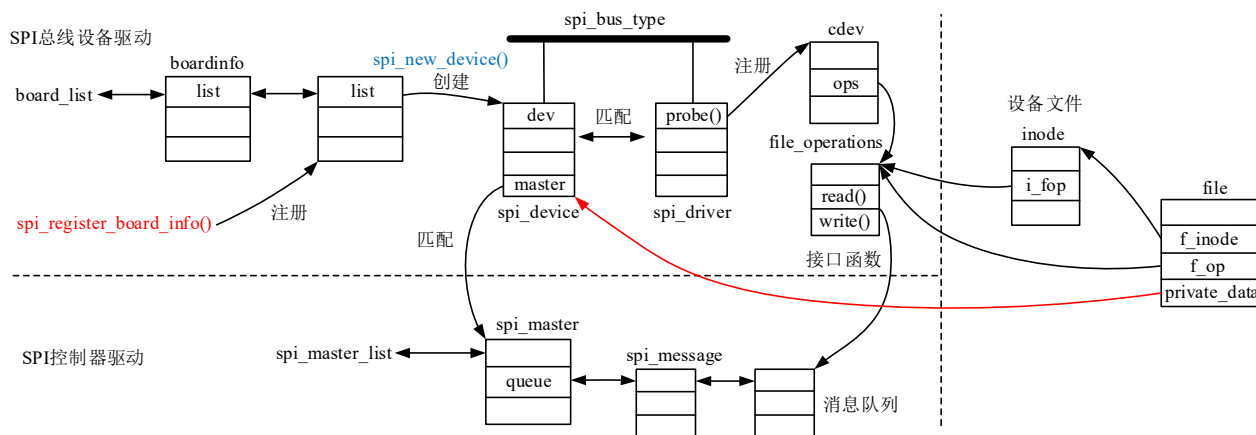 SPI总线设备驱动
spi_bus_type
cdev
ops
注册
spi_new_device()
创建
boardinfo
board_list
list
list
dev
master
spi_device
匹配
probe()
spi_driver
file_operations
read()
write()
接口函数
设备文件
inode
i_fop
file
f_inode
f_op
private_data
spi_register_board_info()
注册
匹配
SPI控制器驱动
spi_master_list
spi_master
queue
spi_message
消息队列